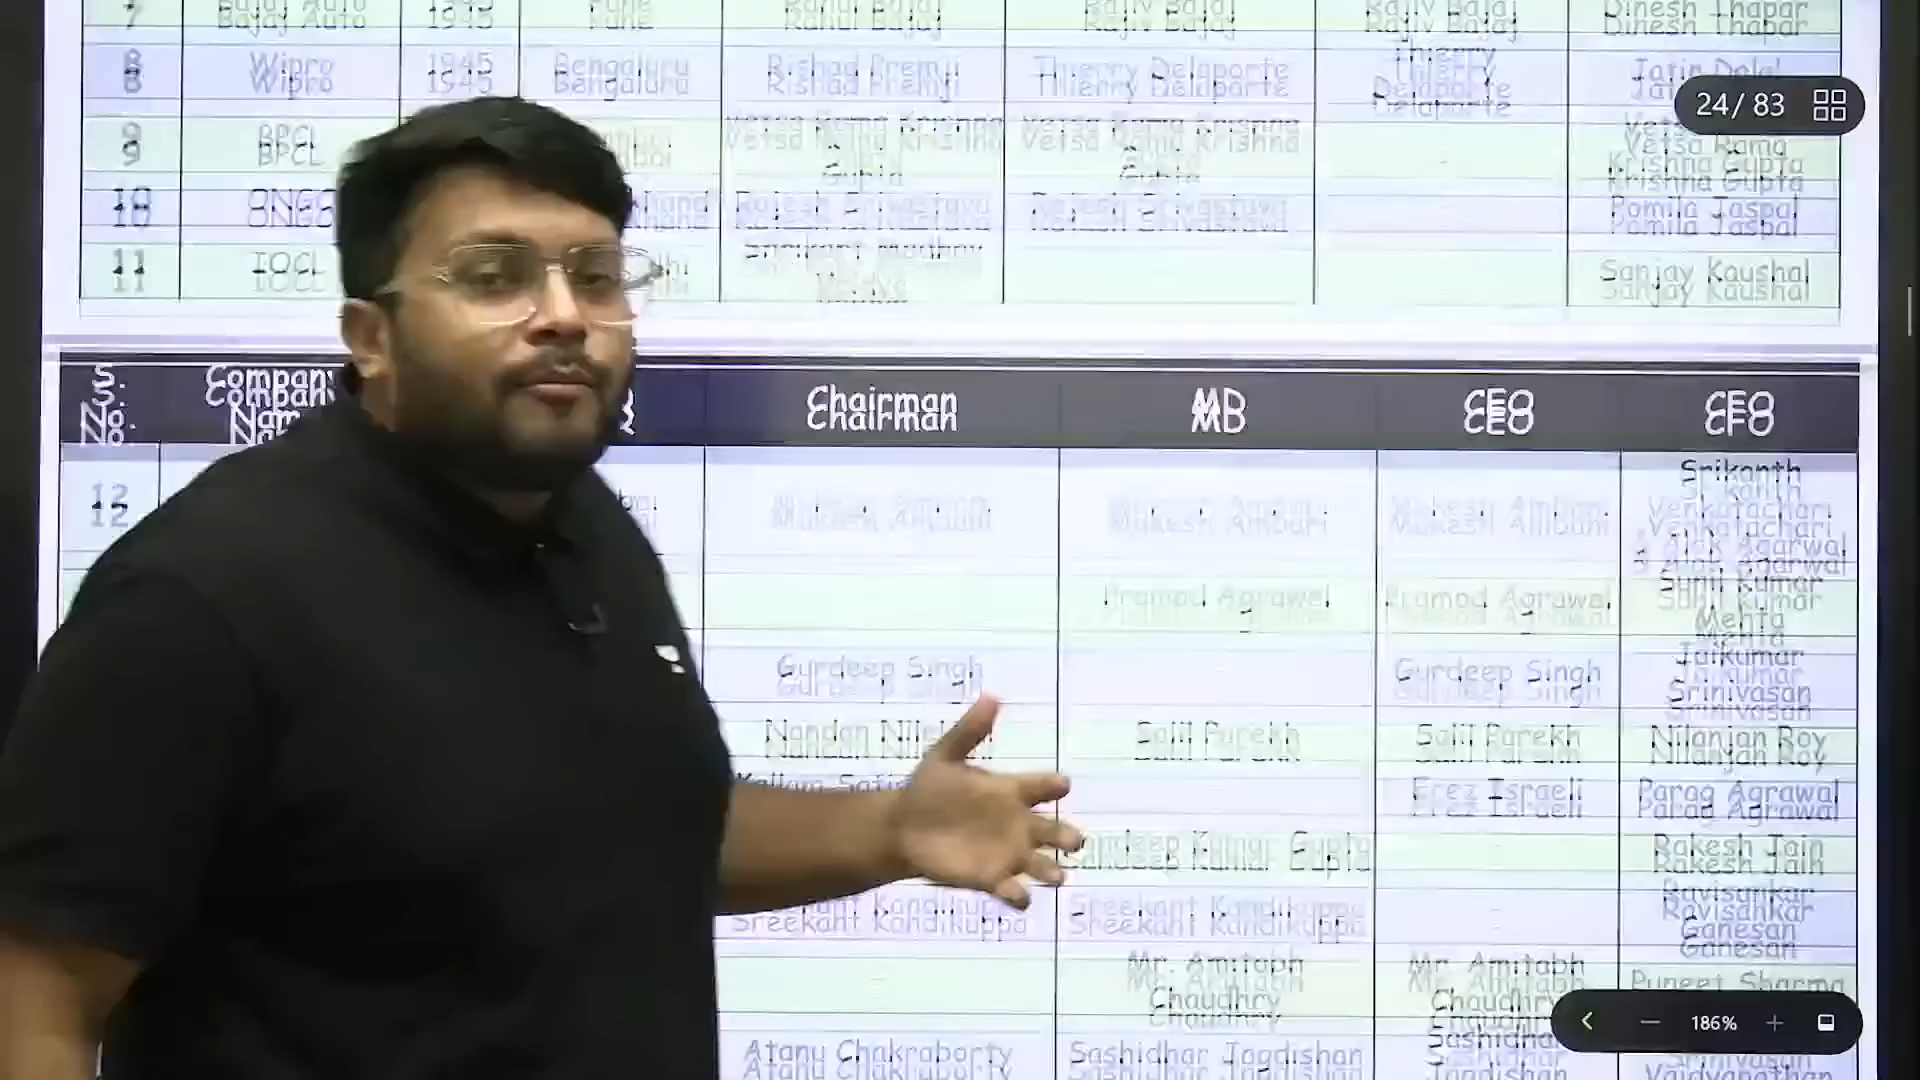 7 Bajaj Auto 1945 Pune Rahul Bajaj Rajiv Bajaj Rajiv Bajaj Dinesh Thapar
8 Wipro 1945 Bengaluru Rishad Premji Thierry Delaporte Thierry Delaporte Jatin Dalal
24/ 83
9 BPCL Vetsa Rama Krishna Gupta Vetsa Rama Krishna Gupta - Vetsa Rama Krishna Gupta
10 ONGC Rajesh Srivastava Rajesh Srivastava Pomila Jaspal
11 IOCL Vaidya Sanjay Kaushal
S. No. Company Name Chairman MD CEO CFO
12 Mukesh Ambani Mukesh Ambani Mukesh Ambani Srikanth Venkatachari & Alok Agarwal
Pramod Agrawal Pramod Agrawal Sunil Kumar Mehta
Gurdeep Singh Gurdeep Singh Jaikumar Srinivasan
Nandan Salil Parekh Salil Parekh Nilanjan Roy
Kallam Erez Israeli Parag Agrawal
Sandeep Kumar Gupta Rakesh Jain
Sreekant Kandikuppa Sreekant Kandikuppa - Ravisankar Ganesan
- Mr. Amitabh Chaudhry Mr. Amitabh Chaudhry Puneet Sharma
186%
Atanu Chakraborty Sashidhar Jagdishan Sashidhar Jagdishan Srinivasan Vaidyanathan